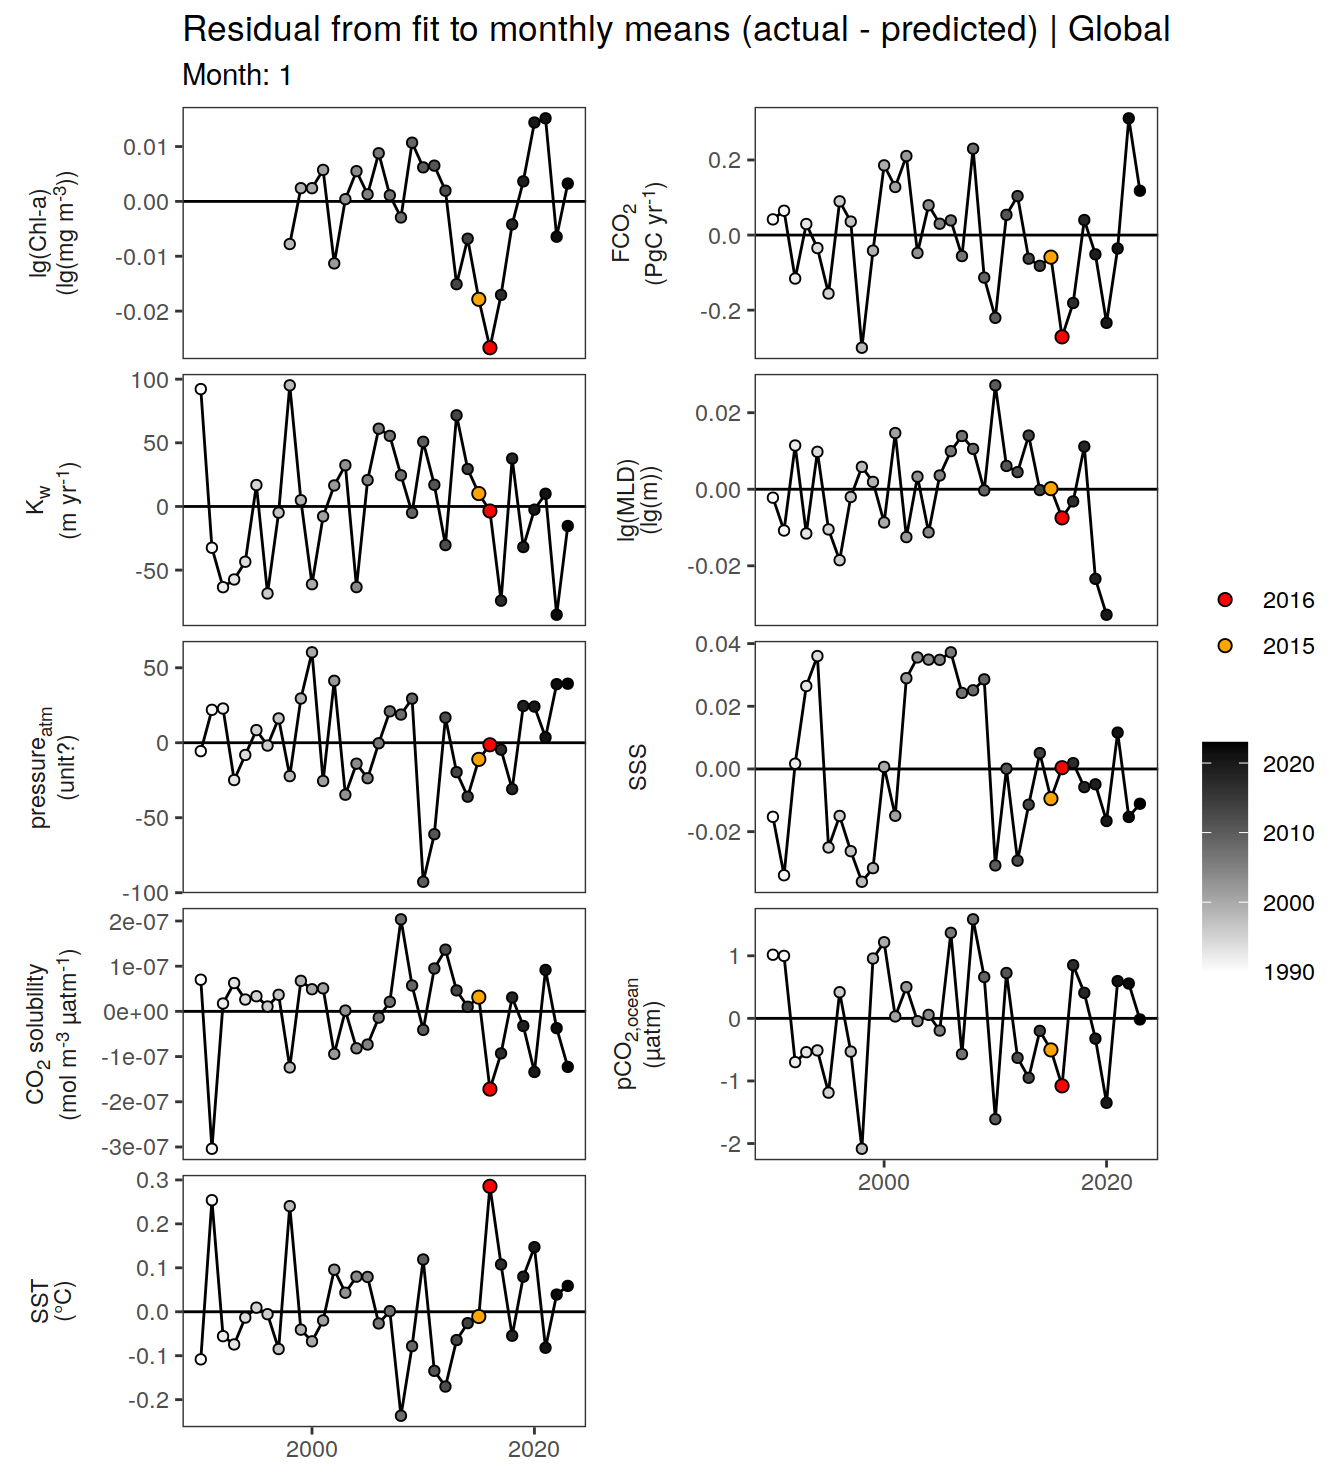 Residual from fit to monthly means (actual - predicted) | Global
Month: 1
lg(Chl-a)
(lg(mg m⁻³))
0.01
0.00
-0.01
-0.02
FCO₂
(PgC yr⁻¹)
0.2
0.0
-0.2
K_w
(m yr⁻¹)
100
50
0
-50
lg(MLD)
(lg(m))
0.02
0.00
-0.02
pressure_atm
(unit?)
50
0
-50
-100
SSS
0.04
0.02
0.00
-0.02
CO₂ solubility
(mol m⁻³ µatm⁻¹)
2e-07
1e-07
0e+00
-1e-07
-2e-07
-3e-07
pCO₂,ocean
(µatm)
1
0
-1
-2
2000 2020
SST
(°C)
0.3
0.2
0.1
0.0
-0.1
-0.2
2000 2020
2016
2015
2020
2010
2000
1990